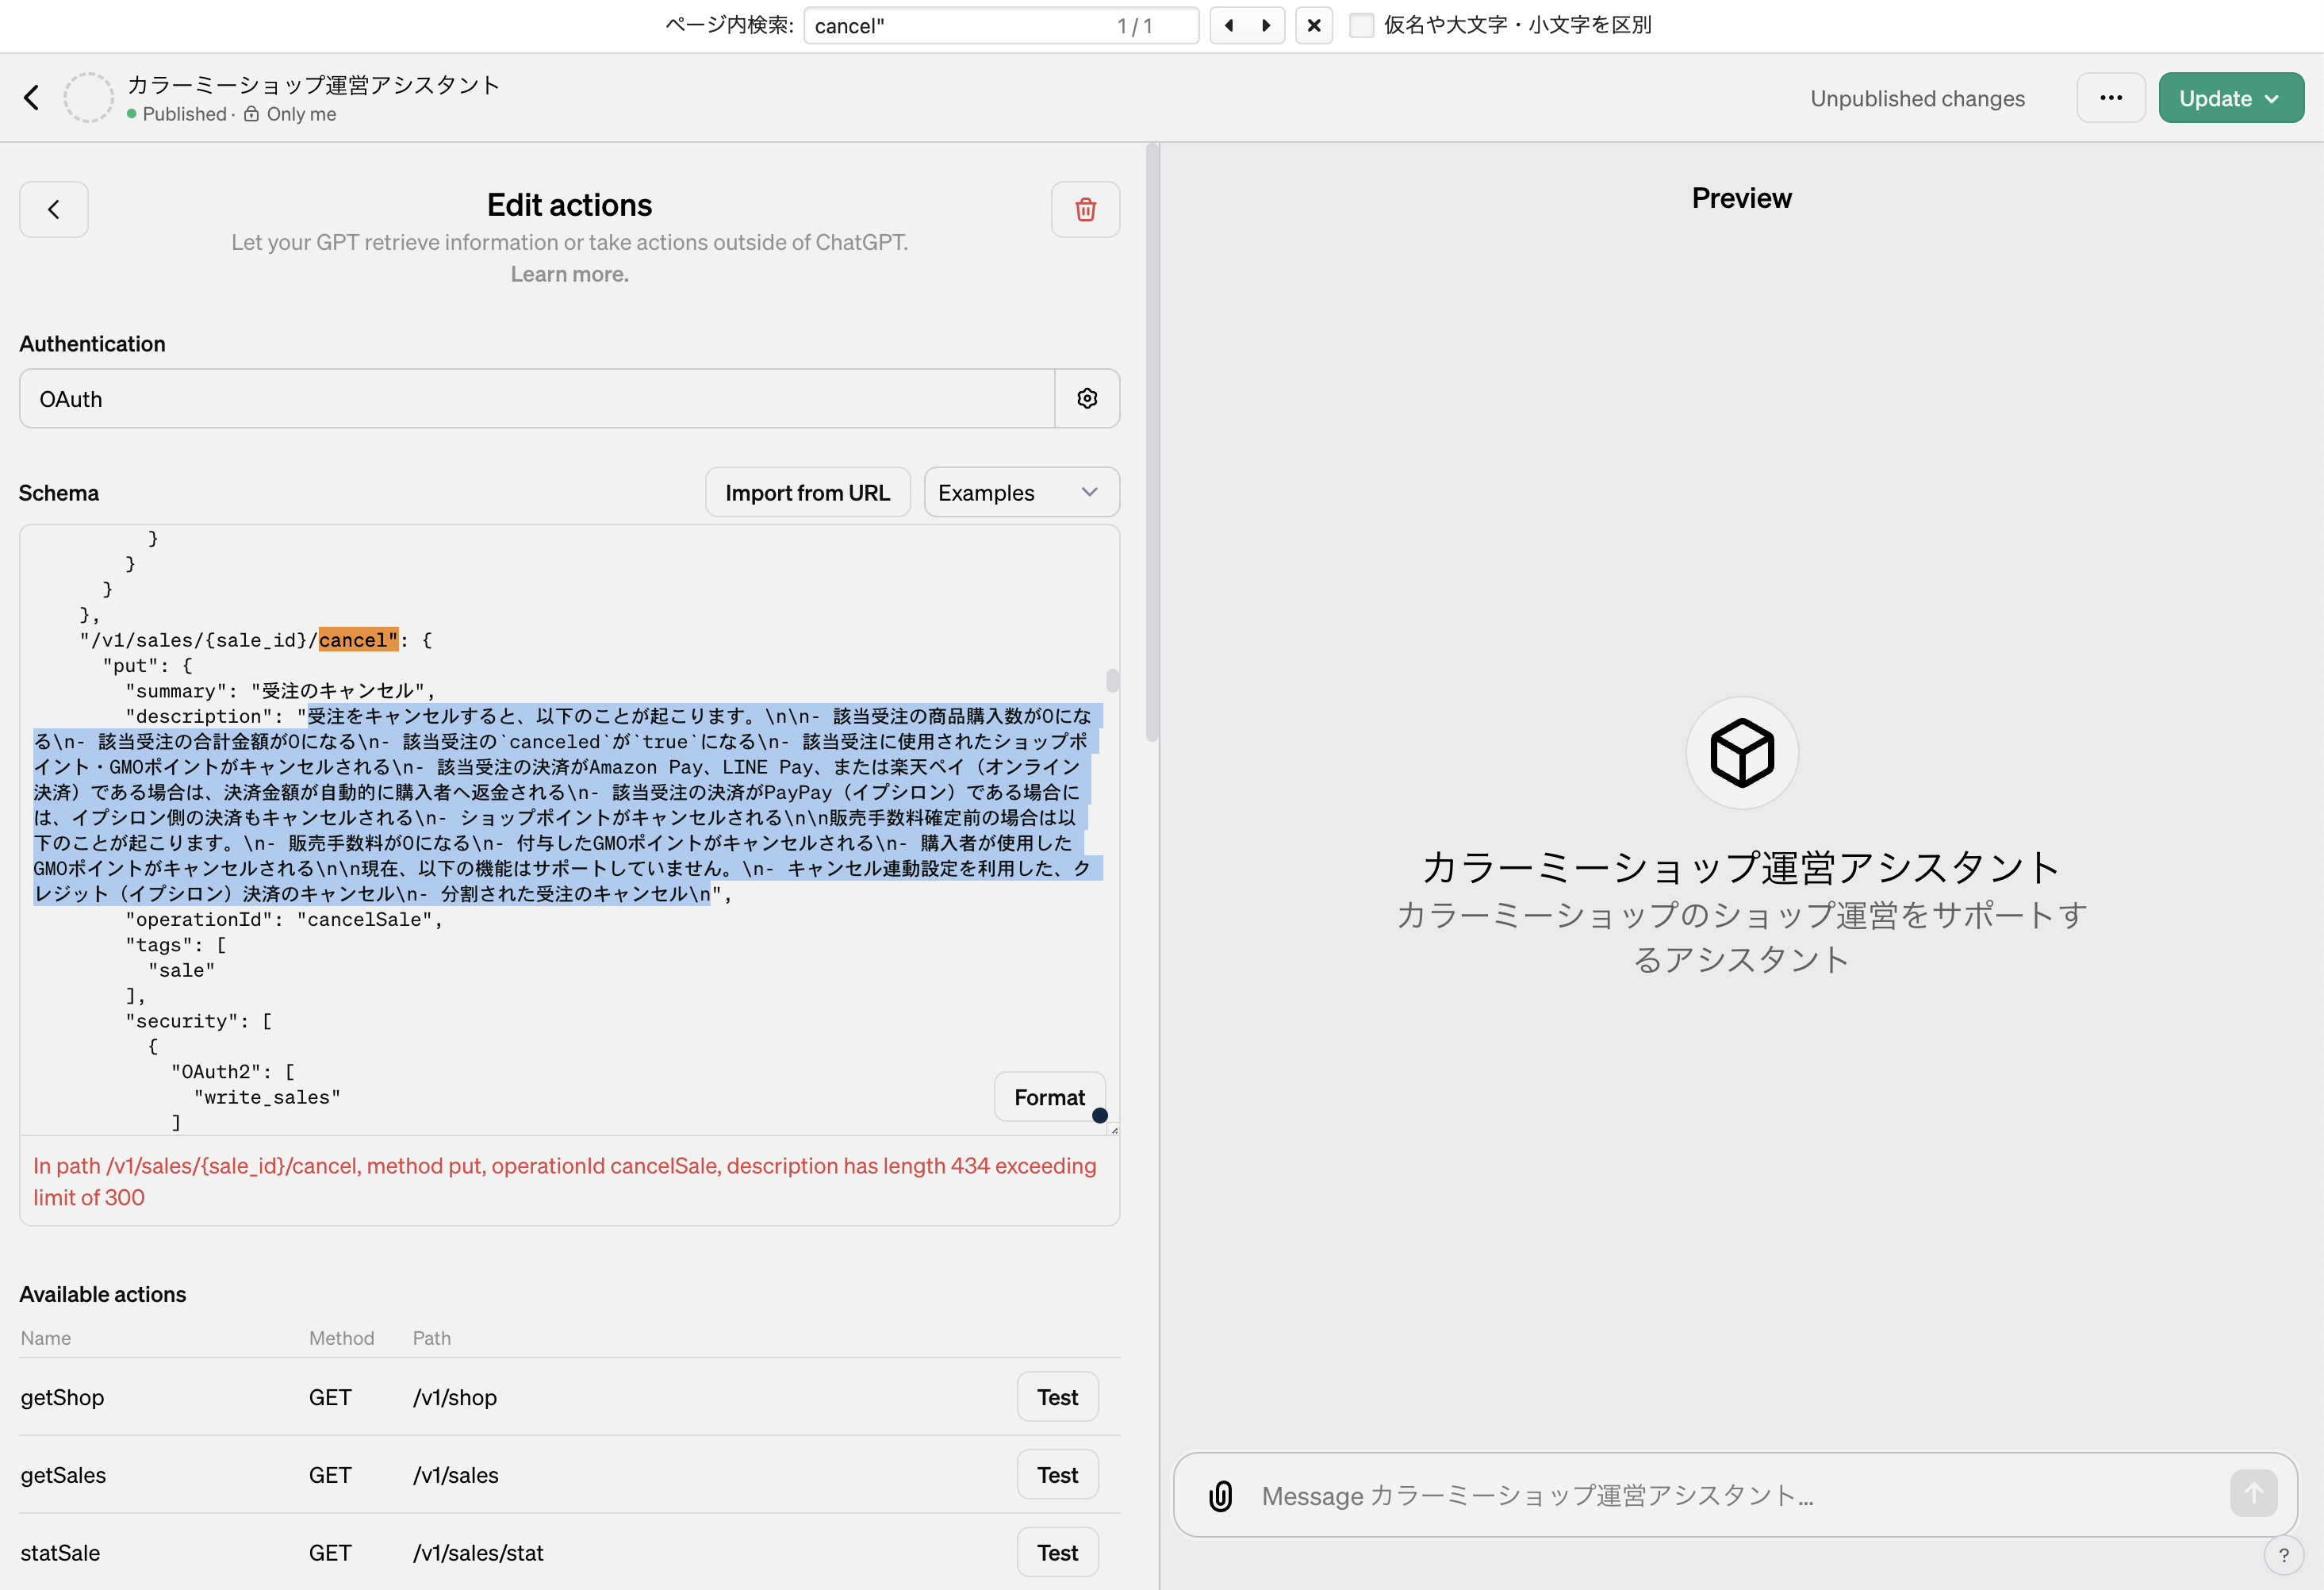 ページ内検索: cancel" 1 / 1 仮名や大文字・小文字を区別
カラーミーショップ運営アシスタント
Published · Only me
Unpublished changes
Update
Edit actions
Let your GPT retrieve information or take actions outside of ChatGPT.
Learn more.
Authentication
OAuth
Schema
Import from URL
Examples
}
}
}
},
"/v1/sales/{sale_id}/cancel": {
"put": {
"summary": "受注のキャンセル",
"description": "受注をキャンセルすると、以下のことが起こります。\n\n- 該当受注の商品購入数が0にな
る\n- 該当受注の合計金額が0になる\n- 該当受注の`canceled`が`true`になる\n- 該当受注に使用されたショップポ
イント・GMOポイントがキャンセルされる\n- 該当受注の決済がAmazon Pay、LINE Pay、または楽天ペイ（オンライン
決済）である場合は、決済金額が自動的に購入者へ返金される\n- 該当受注の決済がPayPay（イプシロン）である場合に
は、イプシロン側の決済もキャンセルされる\n- ショップポイントがキャンセルされる\n\n販売手数料確定前の場合は以
下のことが起こります。\n- 販売手数料が0になる\n- 付与したGMOポイントがキャンセルされる\n- 購入者が使用した
GMOポイントがキャンセルされる\n\n現在、以下の機能はサポートしていません。\n- キャンセル連動設定を利用した、ク
レジット（イプシロン）決済のキャンセル\n- 分割された受注のキャンセル\n",
"operationId": "cancelSale",
"tags": [
"sale"
],
"security": [
{
"OAuth2": [
"write_sales"
]
Format
In path /v1/sales/{sale_id}/cancel, method put, operationId cancelSale, description has length 434 exceeding
limit of 300
Available actions
Name Method Path
getShop GET /v1/shop Test
getSales GET /v1/sales Test
statSale GET /v1/sales/stat Test
Preview
カラーミーショップ運営アシスタント
カラーミーショップのショップ運営をサポートす
るアシスタント
Message カラーミーショップ運営アシスタント...
?